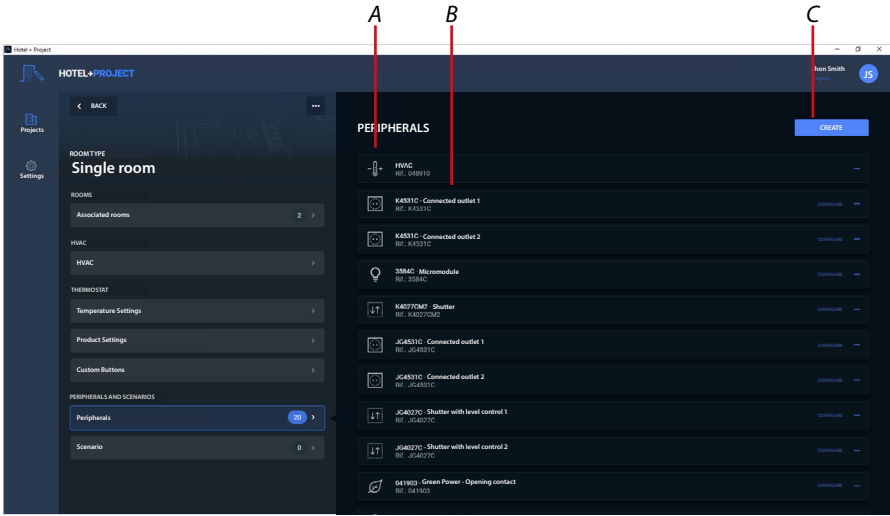 A B C
Hotel + Project
HOTEL+PROJECT
hon Smith
JS
Projects
Settings
BACK
ROOM TYPE
Single room
ROOMS
Associated rooms 2
HVAC
HVAC
THERMOSTAT
Temperature Settings
Product Settings
Custom Buttons
PERIPHERALS AND SCENARIOS
Peripherals 20
Scenario 0
PERIPHERALS
CREATE
HVAC
Rif.: 048910
K4531C - Connected outlet 1
Rif.: K4531C
CONFIGURE
K4531C - Connected outlet 2
Rif.: K4531C
CONFIGURE
3584C - Micromodule
Rif.: 3584C
CONFIGURE
K4027CM2 - Shutter
Rif.: K4027CM2
CONFIGURE
JG4531C - Connected outlet 1
Rif.: JG4531C
CONFIGURE
JG4531C - Connected outlet 2
Rif.: JG4531C
CONFIGURE
JG4027C - Shutter with level control 1
Rif.: JG4027C
CONFIGURE
JG4027C - Shutter with level control 2
Rif.: JG4027C
CONFIGURE
041903 - Green Power - Opening contact
Rif.: 041903
CONFIGURE